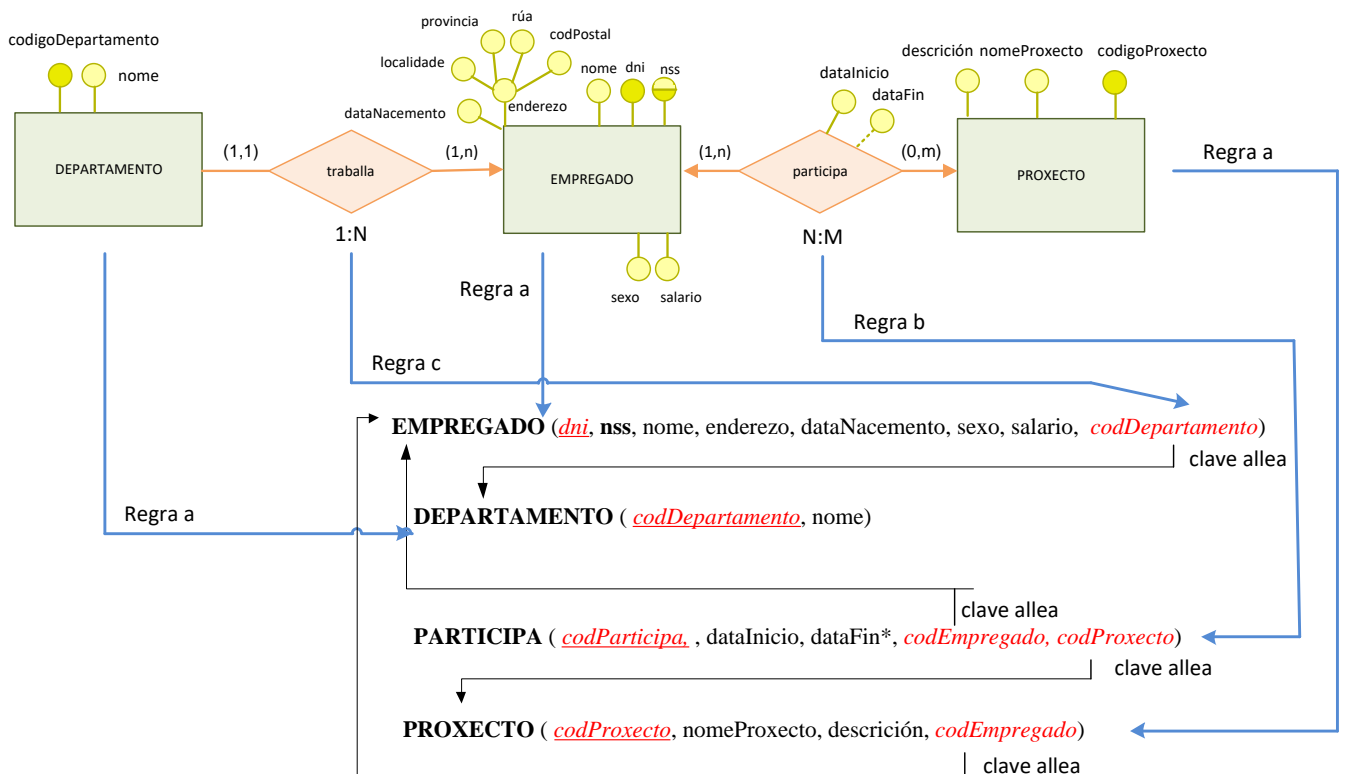 provincia
rúa
codPostal
codigoDepartamento
nome
localidade
dataNacemento
enderezo
nome
dni
nss
dataInicio
dataFin
descrición
nomeProxecto
codigoProxecto
DEPARTAMENTO
(1,1)
traballa
(1,n)
EMPREGADO
(1,n)
participa
(0,m)
PROXECTO
Regra a
1:N
N:M
sexo
salario
Regra a
Regra b
Regra c
EMPREGADO (dni, nss, nome, enderezo, dataNacemento, sexo, salario, codDepartamento)
clave allea
Regra a
DEPARTAMENTO ( codDepartamento, nome)
clave allea
PARTICIPA ( codParticipa, , dataInicio, dataFin*, codEmpregado, codProxecto)
clave allea
PROXECTO ( codProxecto, nomeProxecto, descrición, codEmpregado)
clave allea